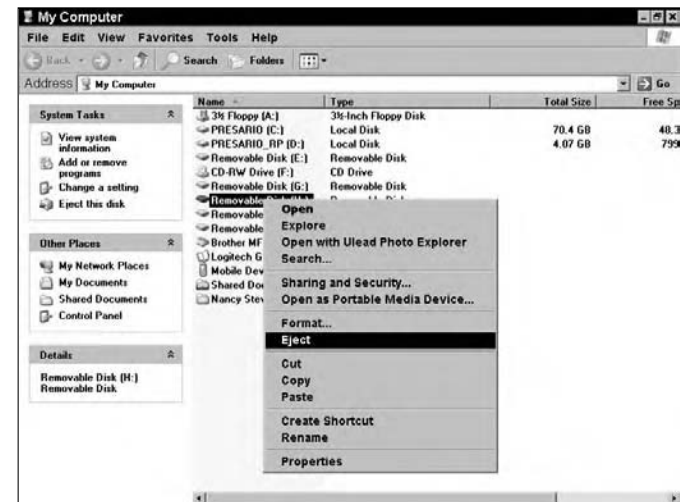 My Computer
File Edit View Favorites Tools Help
Back Search Folders
Address My Computer Go
Name Type Total Size Free Sp
3½ Floppy (A:) 3½-Inch Floppy Disk
PRESARIO (C:) Local Disk 70.4 GB 48.3
PRESARIO_RP (D:) Local Disk 4.07 GB 799
Removable Disk (E:) Removable Disk
CD-RW Drive (F:) CD Drive
Removable Disk (G:) Removable Disk
Removable
Removable
Removable
Brother MF
Logitech G
Mobile Dev
Shared Do
Nancy Stev
System Tasks
View system
information
Add or remove
programs
Change a setting
Eject this disk
Other Places
My Network Places
My Documents
Shared Documents
Control Panel
Details
Removable Disk (H:)
Removable Disk
Open
Explore
Open with Ulead Photo Explorer
Search...
Sharing and Security...
Open as Portable Media Device...
Format...
Eject
Cut
Copy
Paste
Create Shortcut
Rename
Properties